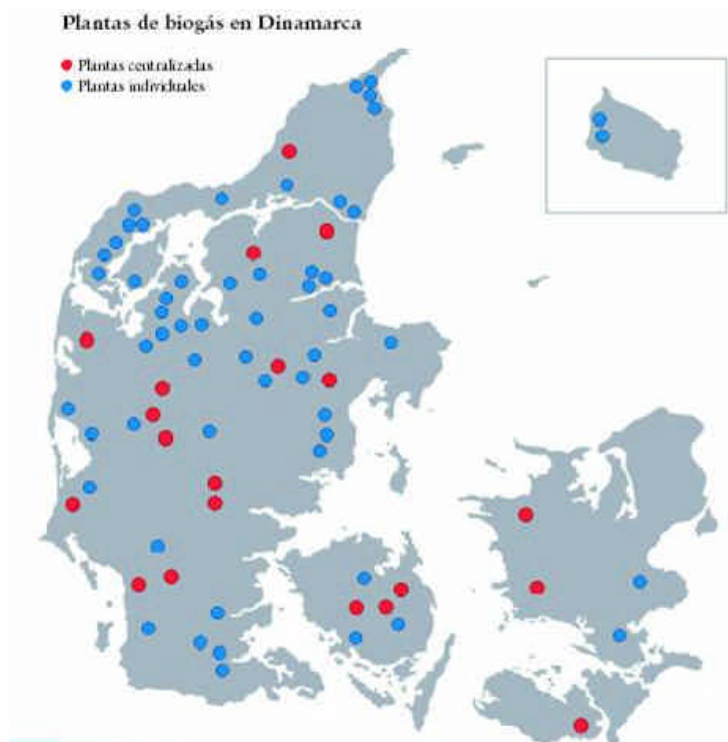 Plantas de biogás en Dinamarca
Plantas centralizadas
Plantas individuales